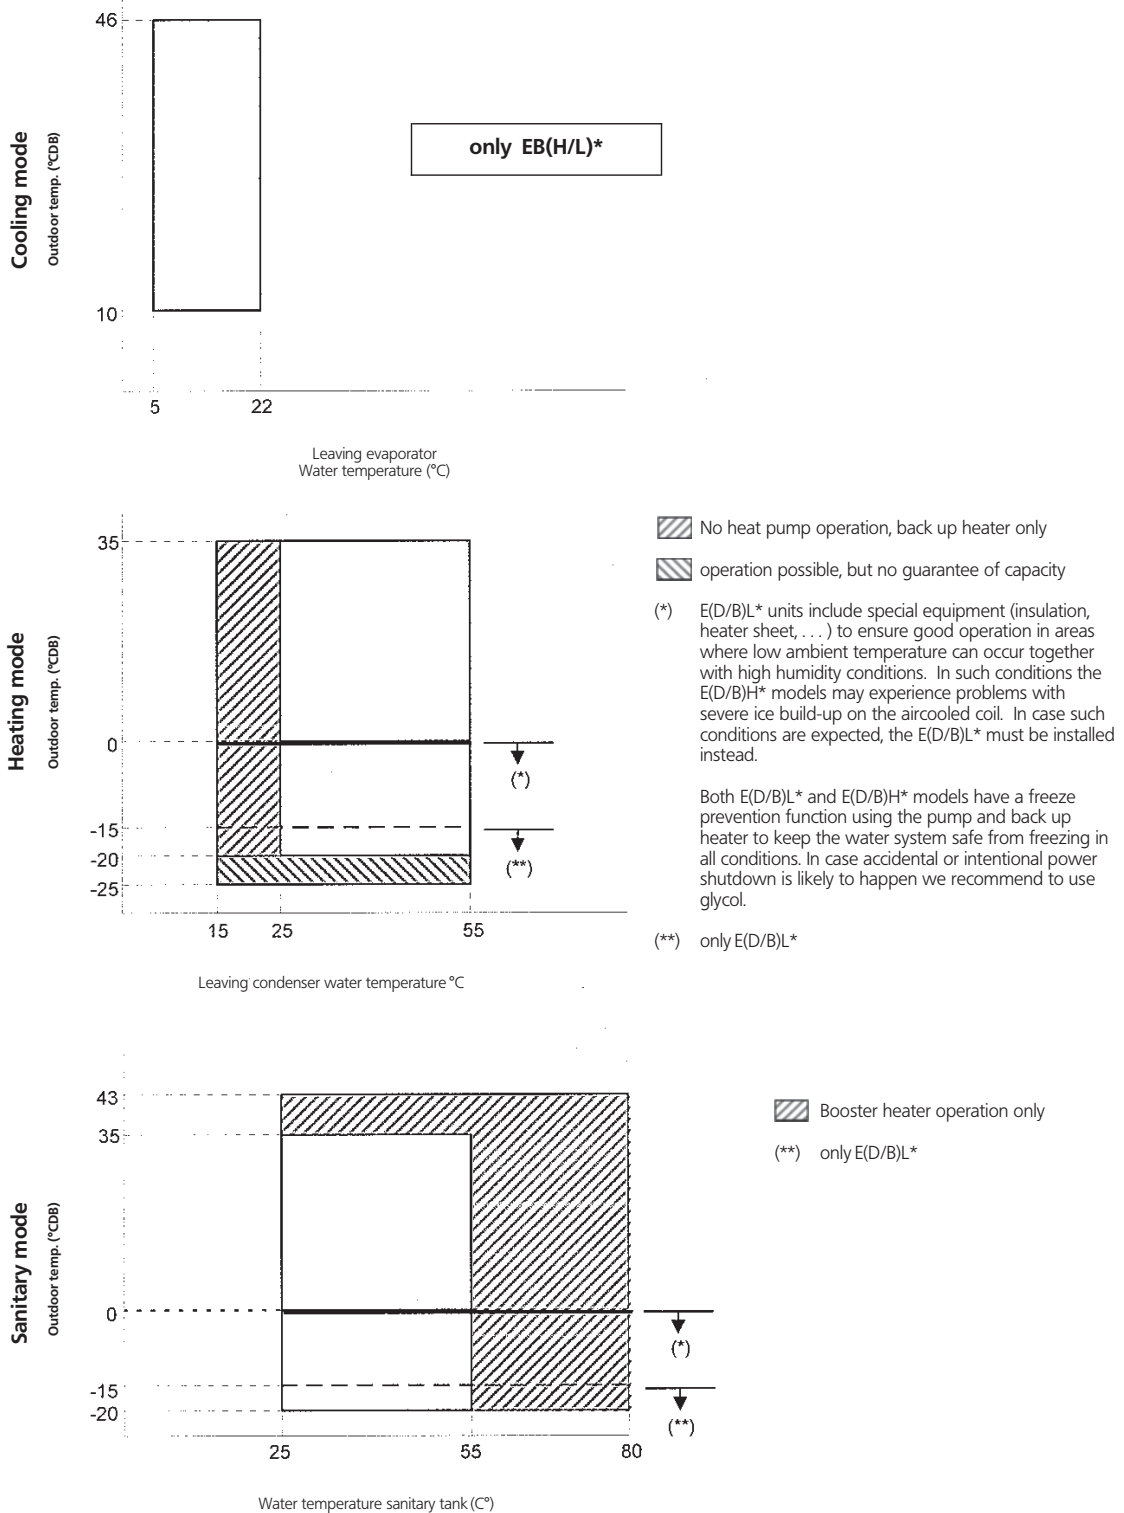 46
Cooling mode
Outdoor temp. (°CDB)
only EB(H/L)*
10
5 22
Leaving evaporator
Water temperature (°C)
35
Heating mode
Outdoor temp. (°CDB)
0
(*)
-15
-20
(**)
-25
15 25 55
Leaving condenser water temperature °C
No heat pump operation, back up heater only
operation possible, but no guarantee of capacity
(*) E(D/B)L* units include special equipment (insulation,
heater sheet, . . . ) to ensure good operation in areas
where low ambient temperature can occur together
with high humidity conditions. In such conditions the
E(D/B)H* models may experience problems with
severe ice build-up on the aircooled coil. In case such
conditions are expected, the E(D/B)L* must be installed
instead.
Both E(D/B)L* and E(D/B)H* models have a freeze
prevention function using the pump and back up
heater to keep the water system safe from freezing in
all conditions. In case accidental or intentional power
shutdown is likely to happen we recommend to use
glycol.
(**) only E(D/B)L*
43
35
Sanitary mode
Outdoor temp. (°CDB)
0
(*)
-15
-20
(**)
25 55 80
Water temperature sanitary tank (C°)
Booster heater operation only
(**) only E(D/B)L*